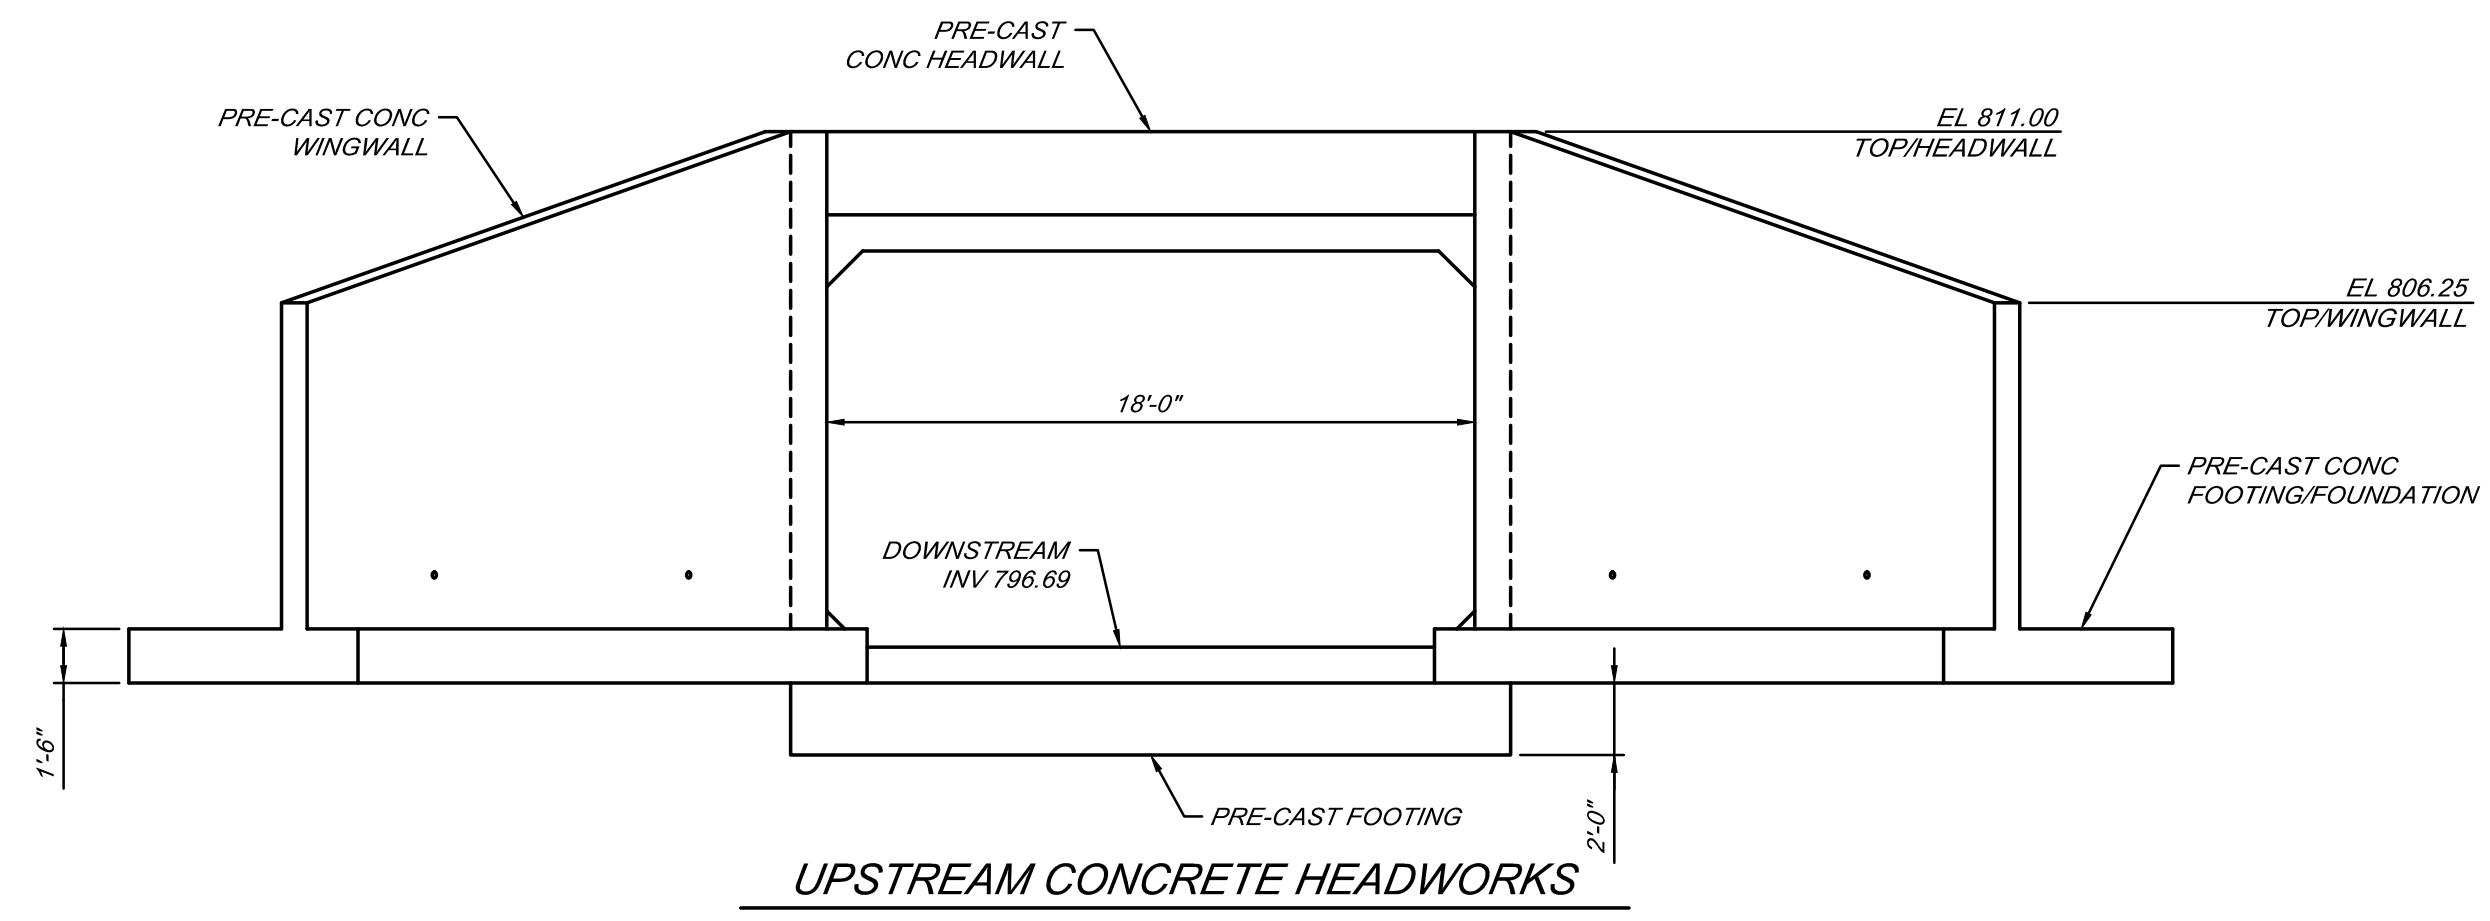 PRE-CAST
CONC HEADWALL
PRE-CAST CONC
WINGWALL
EL 811.00
TOP/HEADWALL
EL 806.25
TOP/WINGWALL
18'-0"
PRE-CAST CONC
FOOTING/FOUNDATION
DOWNSTREAM
INV 796.69
1'-6"
2'-0"
PRE-CAST FOOTING
UPSTREAM CONCRETE HEADWORKS